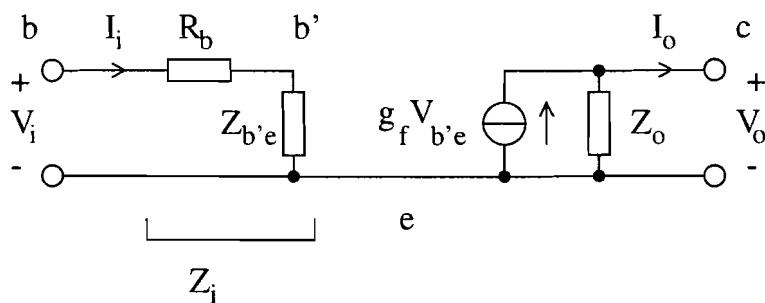 b I_i R_b b' I_o c
+ +
V_i Z_b'e g_f V_b'e Z_o V_o
- -
e
Z_i